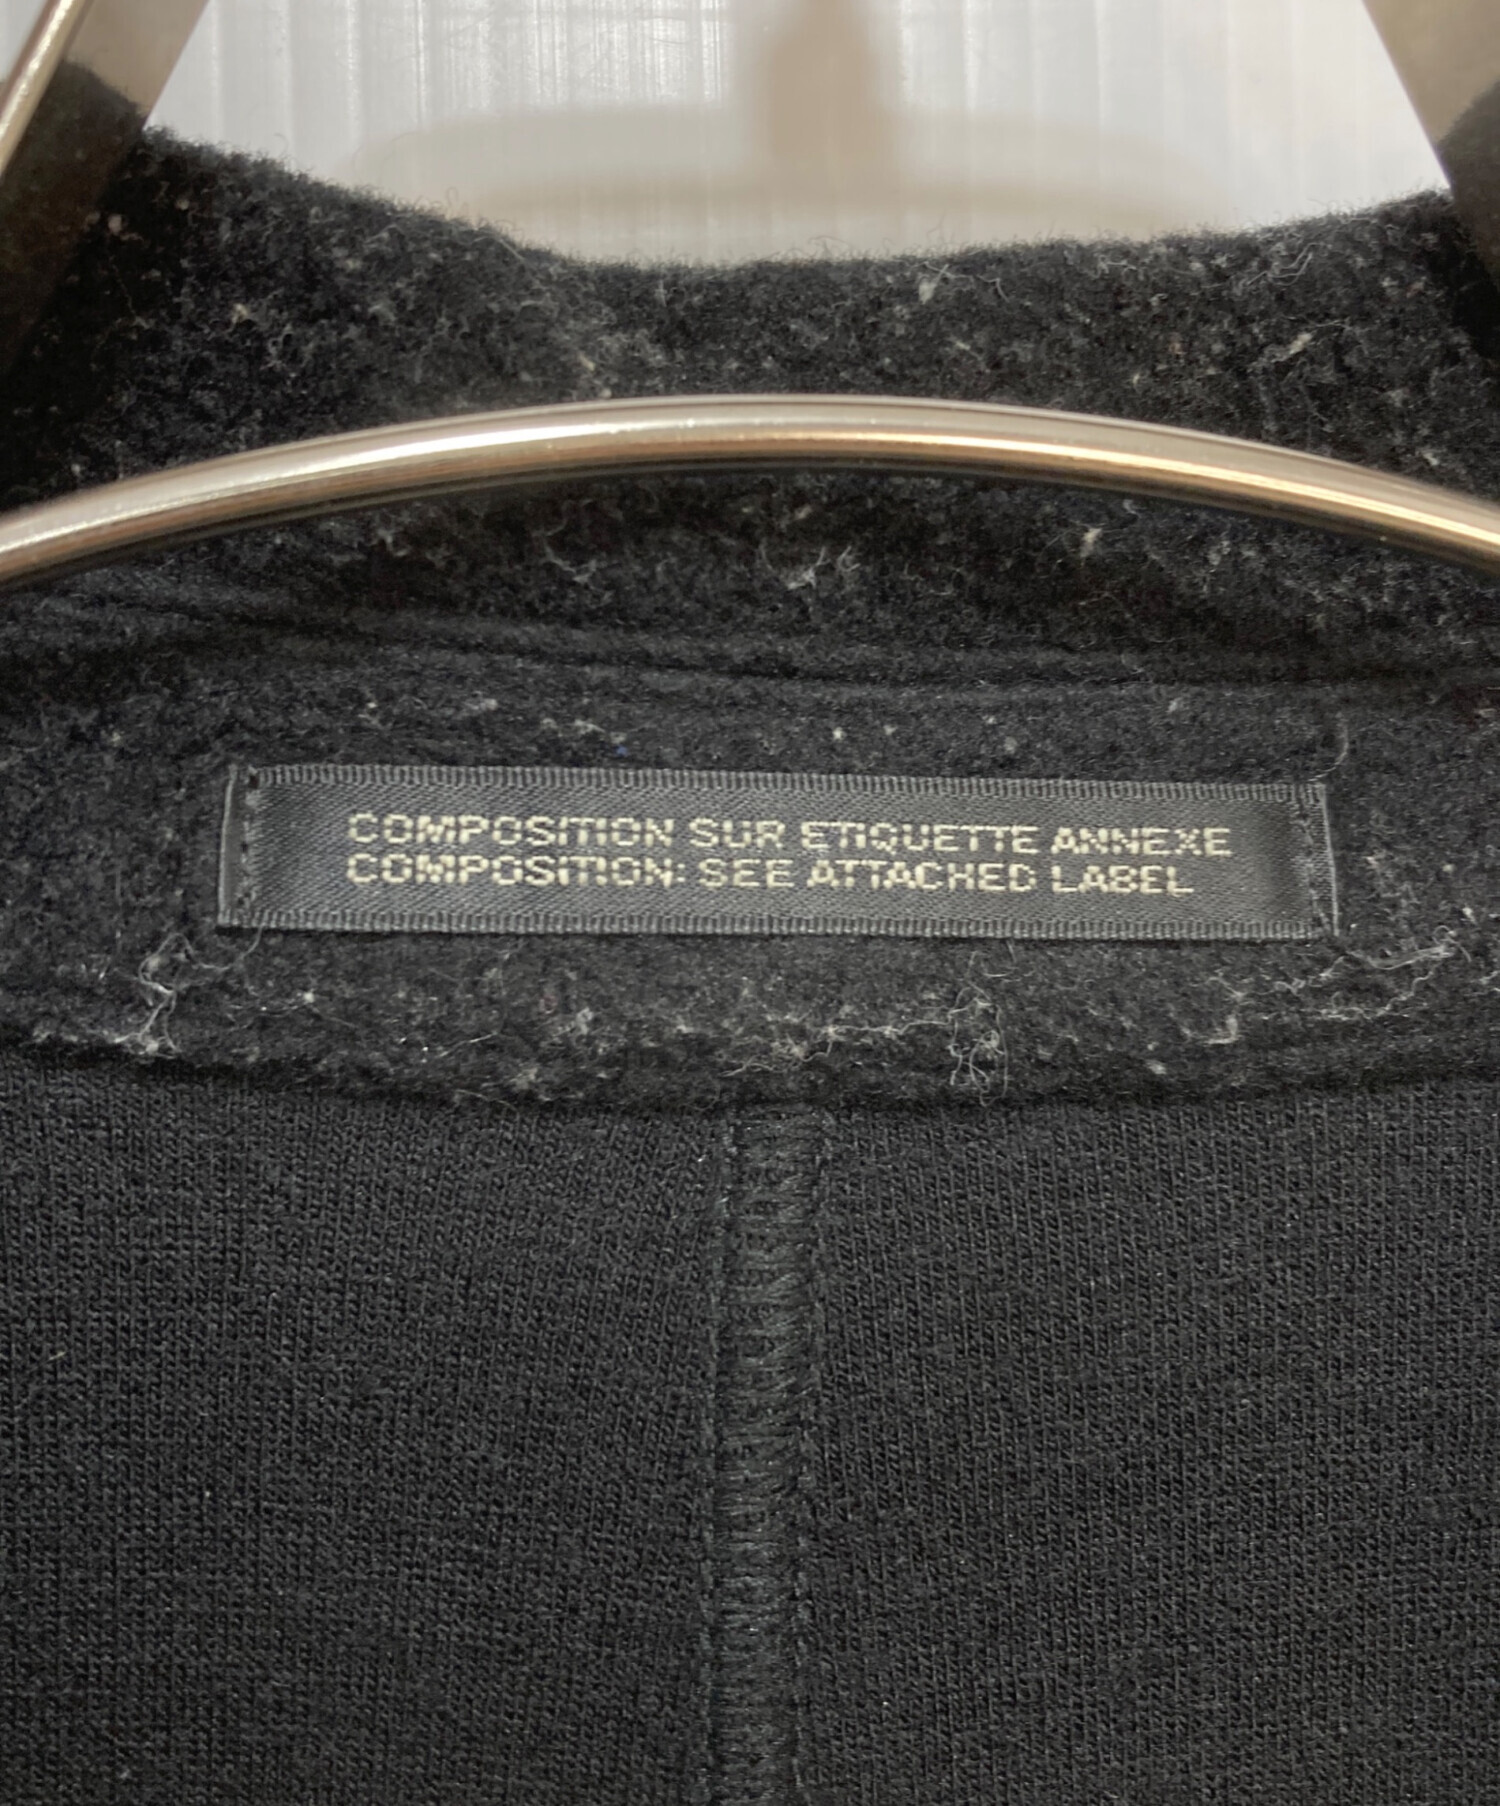 COMPOSITION SUR ETIQUETTE ANNEXE
COMPOSITION: SEE ATTACHED LABEL